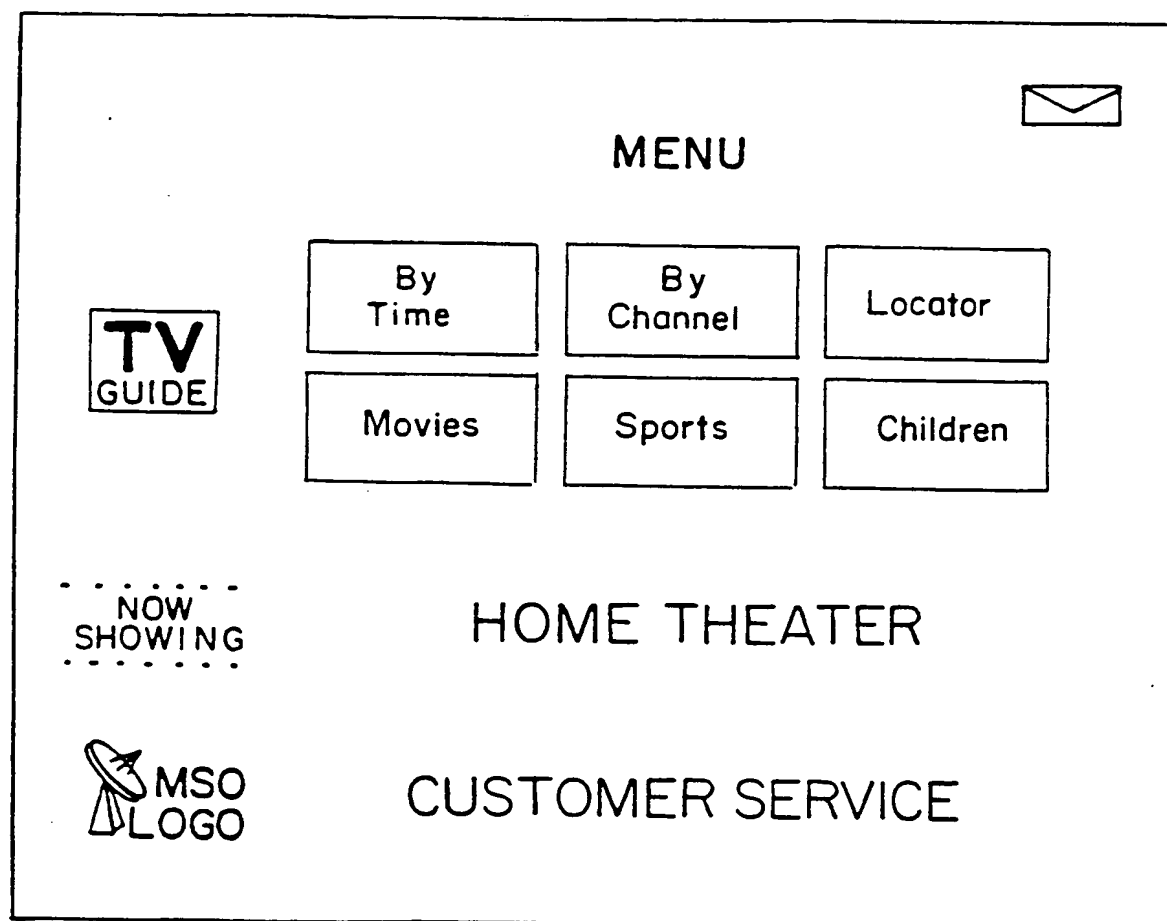 MENU
By
Time
By
Channel
Locator
TV
GUIDE
Movies
Sports
Children
NOW
SHOWING
HOME THEATER
MSO
LOGO
CUSTOMER SERVICE